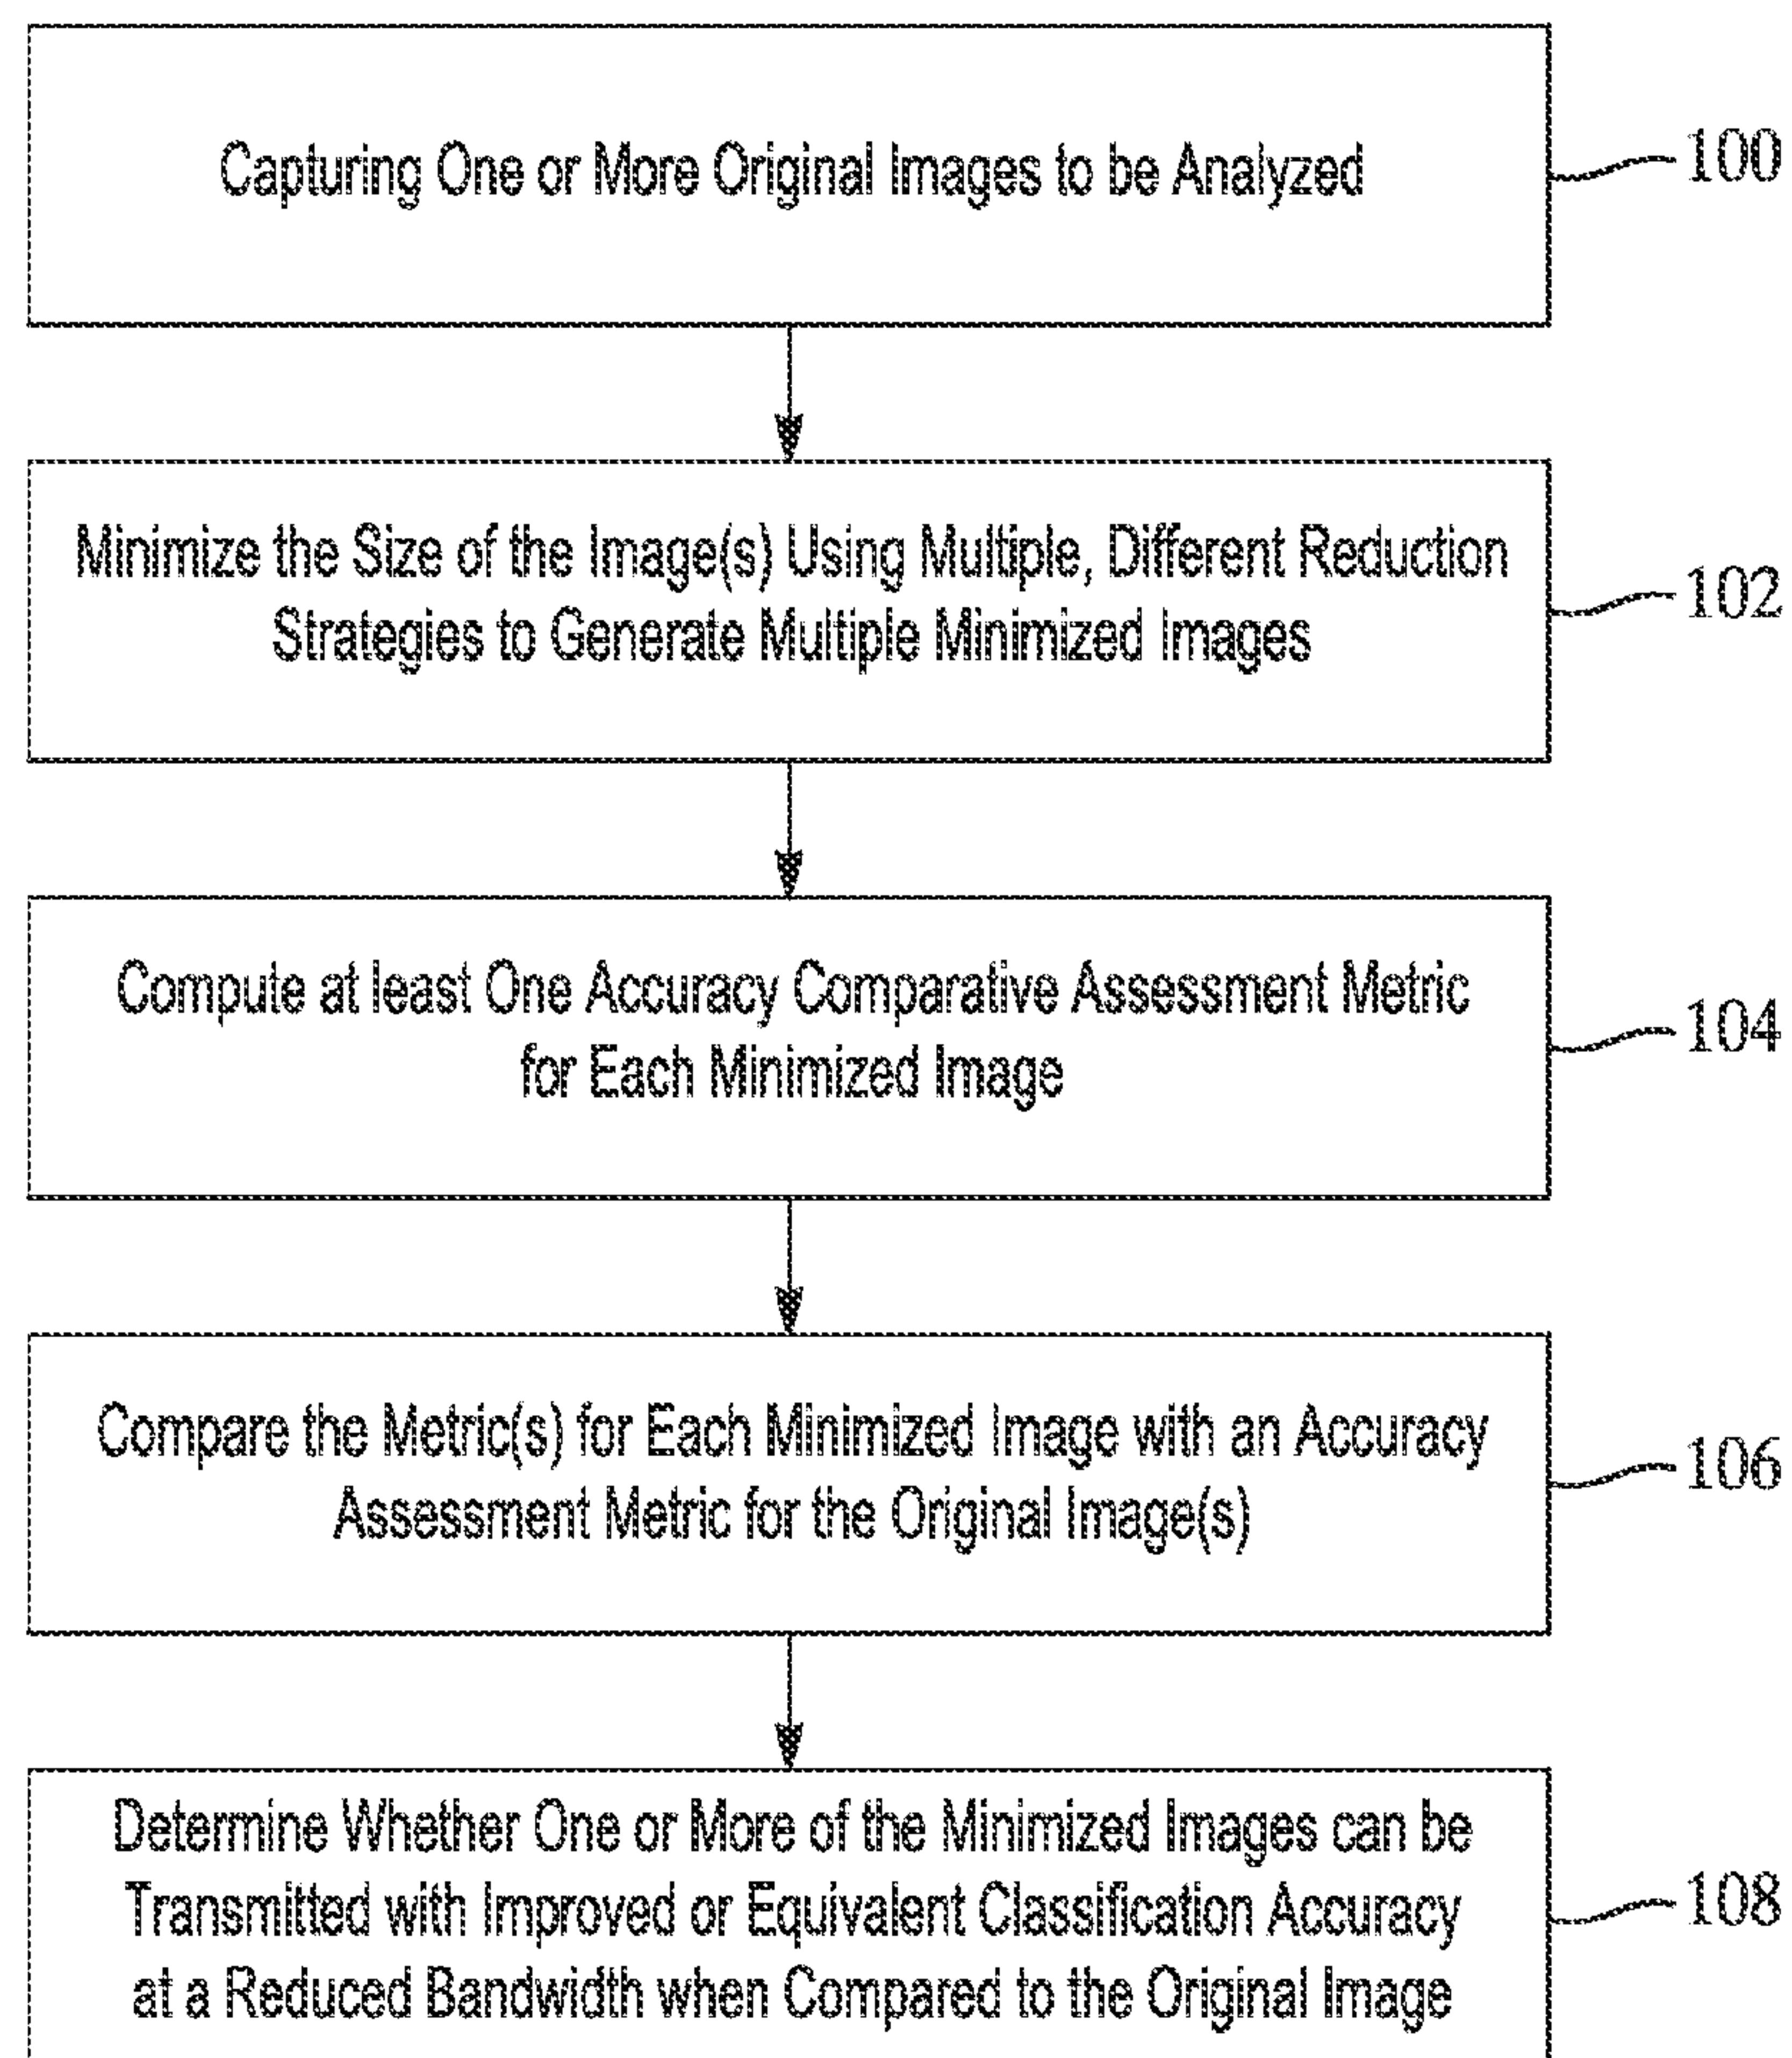 Capturing One or More Original Images to be Analyzed
100
Minimize the Size of the Image(s) Using Multiple, Different Reduction
Strategies to Generate Multiple Minimized Images
102
Compute at least One Accuracy Comparative Assessment Metric
for Each Minimized Image
104
Compare the Metric(s) for Each Minimized Image with an Accuracy
Assessment Metric for the Original Image(s)
106
Determine Whether One or More of the Minimized Images can be
Transmitted with Improved or Equivalent Classification Accuracy
at a Reduced Bandwidth when Compared to the Original Image
108